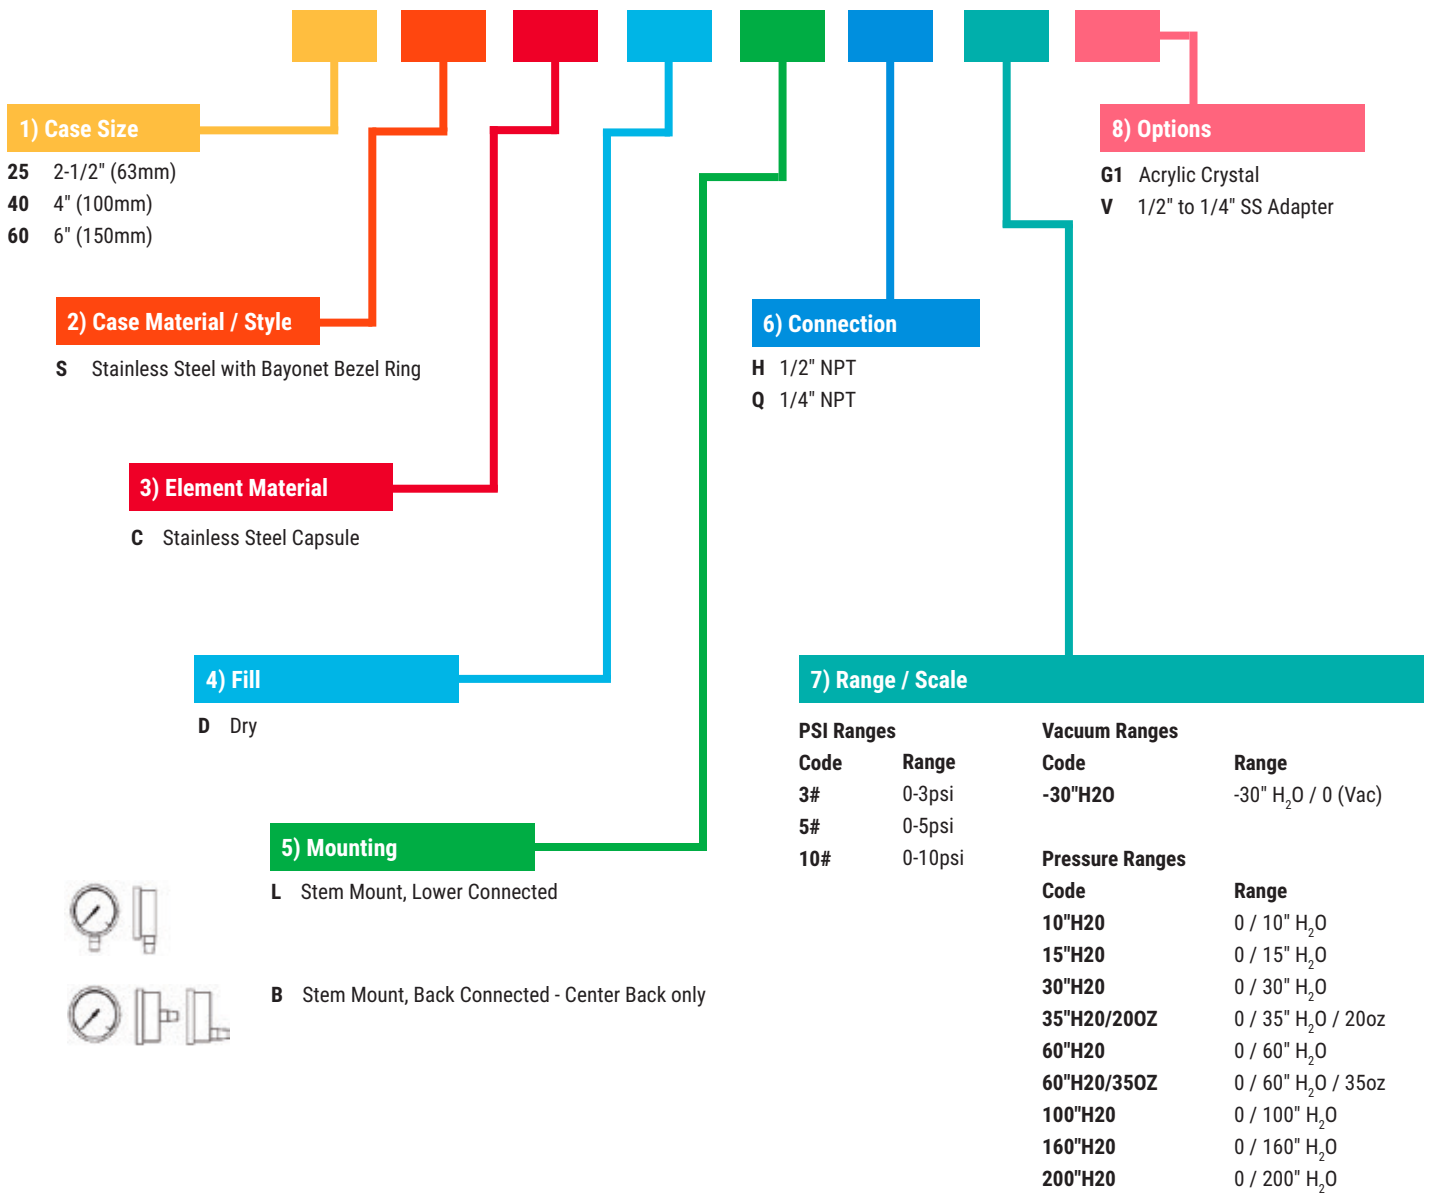 1) Case Size
25 2-1/2" (63mm)
40 4" (100mm)
60 6" (150mm)
2) Case Material / Style
S Stainless Steel with Bayonet Bezel Ring
3) Element Material
C Stainless Steel Capsule
4) Fill
D Dry
5) Mounting
L Stem Mount, Lower Connected
B Stem Mount, Back Connected - Center Back only
6) Connection
H 1/2" NPT
Q 1/4" NPT
7) Range / Scale
PSI Ranges
Code Range
3# 0-3psi
5# 0-5psi
10# 0-10psi
Vacuum Ranges
Code Range
-30"H2O -30" H₂O / 0 (Vac)
Pressure Ranges
Code Range
10"H20 0 / 10" H₂O
15"H20 0 / 15" H₂O
30"H20 0 / 30" H₂O
35"H20/20OZ 0 / 35" H₂O / 20oz
60"H20 0 / 60" H₂O
60"H20/35OZ 0 / 60" H₂O / 35oz
100"H20 0 / 100" H₂O
160"H20 0 / 160" H₂O
200"H20 0 / 200" H₂O
8) Options
G1 Acrylic Crystal
V 1/2" to 1/4" SS Adapter